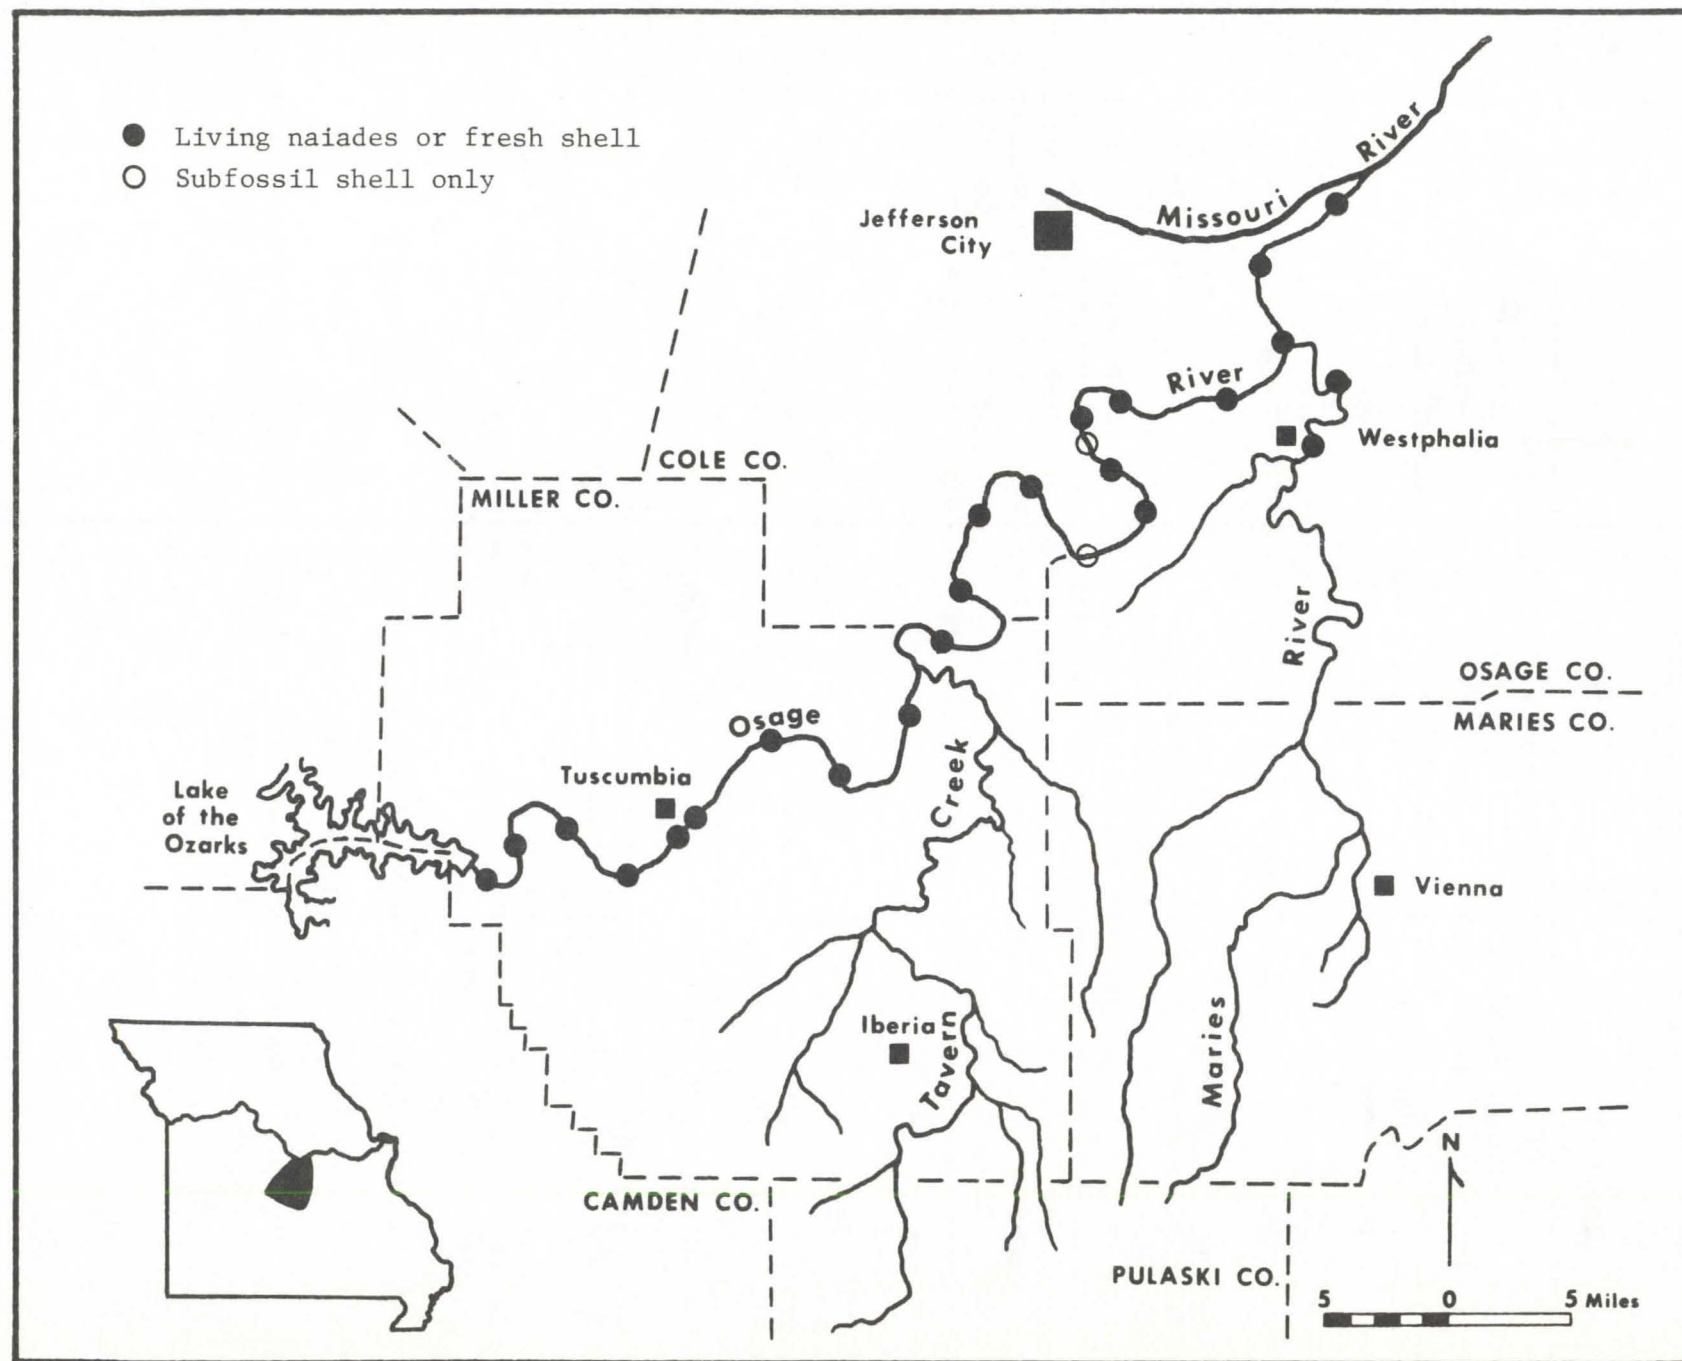 Living naiades or fresh shell
Subfossil shell only
Jefferson
City
Missouri
River
River
Westphalia
COLE CO.
MILLER CO.
River
OSAGE CO.
MARIES CO.
Osage
Creek
Tuscumbia
Lake
of the
Ozarks
Vienna
Iberia
Tavern
Maries
N
CAMDEN CO.
PULASKI CO.
5 0 5 Miles